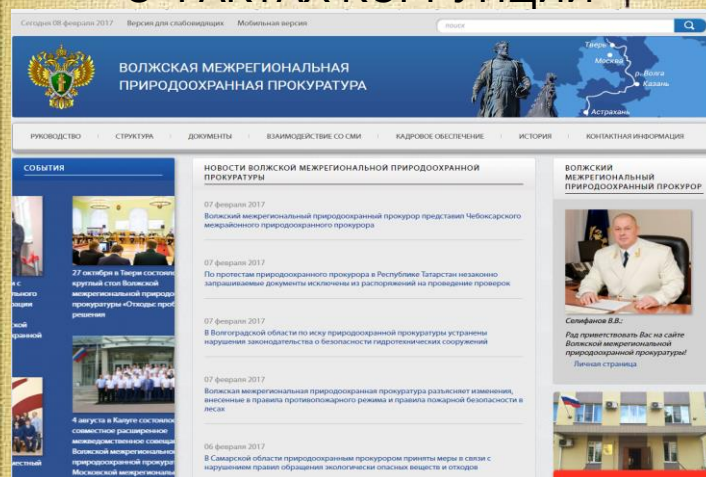 О ФАКТАХ КОРРУПЦИИ
Сегодня 08 февраля 2017 Версия для слабовидящих Мобильная версия
поиск
ВОЛЖСКАЯ МЕЖРЕГИОНАЛЬНАЯ
ПРИРОДООХРАННАЯ ПРОКУРАТУРА
Тверь
Москва
р.Волга
Казань
Астрахань
РУКОВОДСТВО СТРУКТУРА ДОКУМЕНТЫ ВЗАИМОДЕЙСТВИЕ СО СМИ КАДРОВОЕ ОБЕСПЕЧЕНИЕ ИСТОРИЯ КОНТАКТНАЯ ИНФОРМАЦИЯ
СОБЫТИЯ
27 октября в Твери состоялс
круглый стол Волжской
межрегиональной природо
прокуратуры «Отходы: проб
решения
4 августа в Калуге состоялос
совместное расширенное
межведомственное совеща
Волжской межрегионально
природоохранной прокурат
Московской межрегиональн
НОВОСТИ ВОЛЖСКОЙ МЕЖРЕГИОНАЛЬНОЙ ПРИРОДООХРАННОЙ
ПРОКУРАТУРЫ
07 февраля 2017
Волжский межрегиональный природоохранный прокурор представил Чебоксарского
межрайонного природоохранного прокурора
07 февраля 2017
По протестам природоохранного прокурора в Республике Татарстан незаконно
запрашиваемые документы исключены из распоряжений на проведение проверок
07 февраля 2017
В Волгоградской области по иску природоохранной прокуратуры устранены
нарушения законодательства о безопасности гидротехнических сооружений
07 февраля 2017
Волжская межрегиональная природоохранная прокуратура разъясняет изменения,
внесенные в правила противопожарного режима и правила пожарной безопасности в
лесах
06 февраля 2017
В Самарской области природоохранным прокурором приняты меры в связи с
нарушением правил обращения экологически опасных веществ и отходов
ВОЛЖСКИЙ
МЕЖРЕГИОНАЛЬНЫЙ
ПРИРОДООХРАННЫЙ ПРОКУРОР
Селифанов В.В.:
Рад приветствовать Вас на сайте
Волжской межрегиональной
природоохранной прокуратуры!
Личная страница